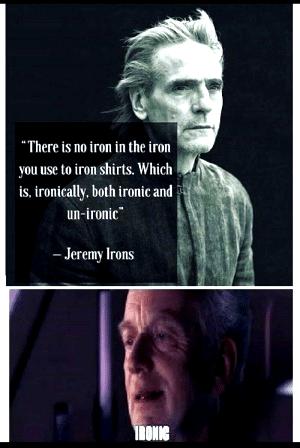 “There is no iron in the iron
you use to iron shirts. Which
is, ironically, both ironic and
un-ironic”
– Jeremy Irons
IRONIC